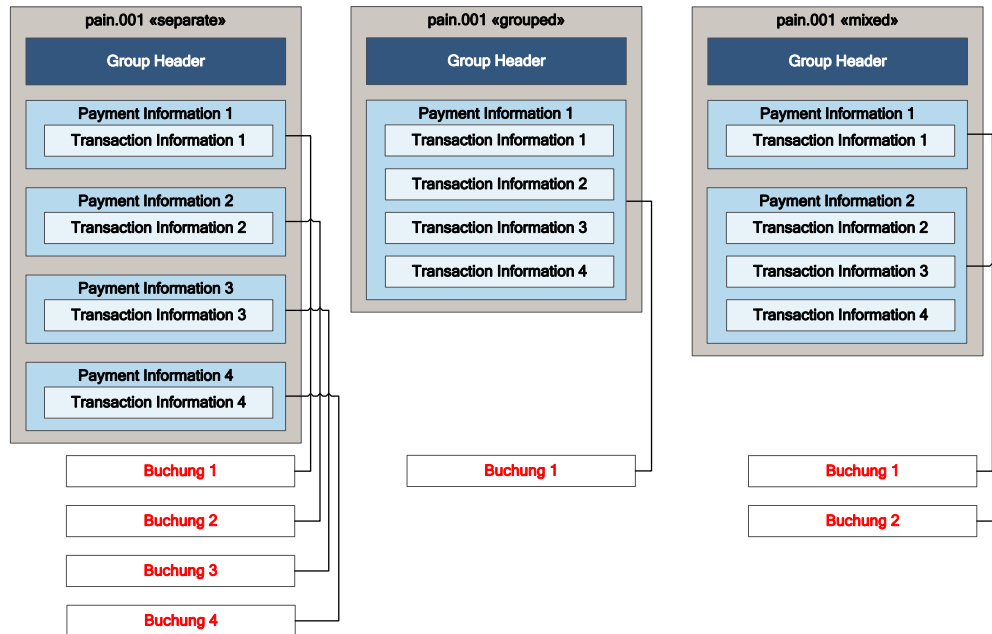 pain.001 «separate»
Group Header
Payment Information 1
Transaction Information 1
Payment Information 2
Transaction Information 2
Payment Information 3
Transaction Information 3
Payment Information 4
Transaction Information 4
Buchung 1
Buchung 2
Buchung 3
Buchung 4
pain.001 «grouped»
Group Header
Payment Information 1
Transaction Information 1
Transaction Information 2
Transaction Information 3
Transaction Information 4
Buchung 1
pain.001 «mixed»
Group Header
Payment Information 1
Transaction Information 1
Payment Information 2
Transaction Information 2
Transaction Information 3
Transaction Information 4
Buchung 1
Buchung 2